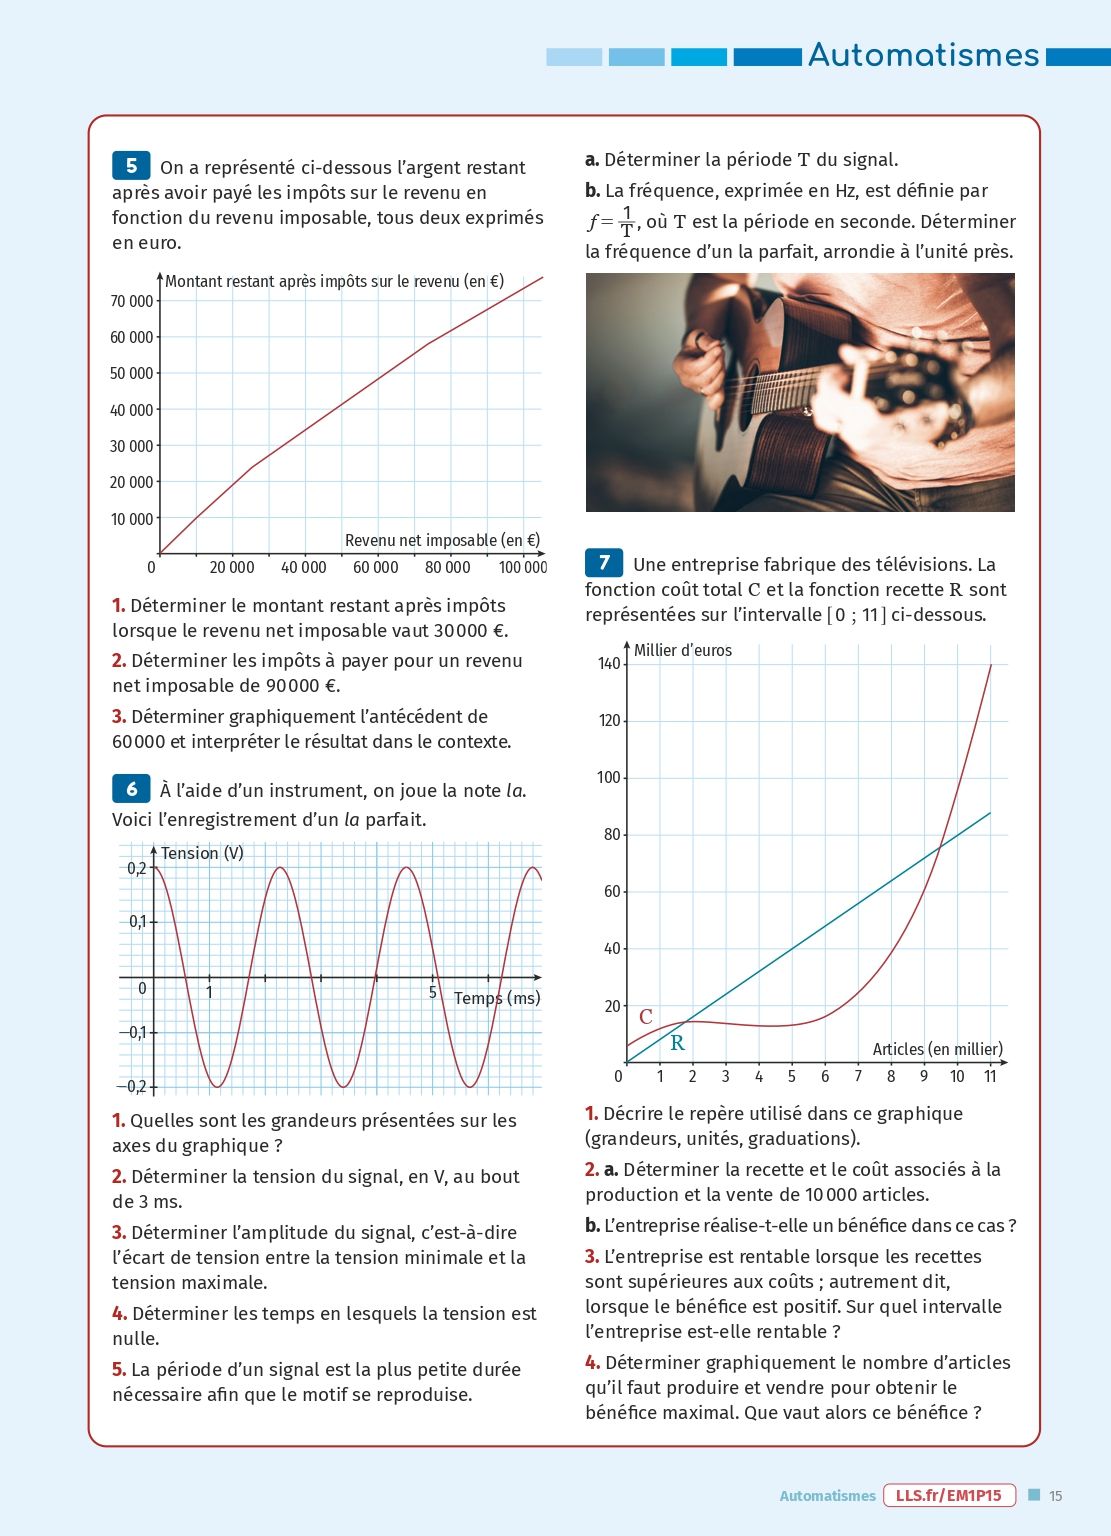 Automatismes
5 On a représenté ci-dessous l'argent restant
après avoir payé les impôts sur le revenu en
fonction du revenu imposable, tous deux exprimés
en euro.
Montant restant après impôts sur le revenu (en €)
70 000
60 000
50 000
40 000
30 000
20 000
10 000
Revenu net imposable (en €)
0 20 000 40 000 60 000 80 000 100 000
1. Déterminer le montant restant après impôts
lorsque le revenu net imposable vaut 30 000 €.
2. Déterminer les impôts à payer pour un revenu
net imposable de 90 000 €.
3. Déterminer graphiquement l'antécédent de
60 000 et interpréter le résultat dans le contexte.
6 À l'aide d'un instrument, on joue la note la.
Voici l'enregistrement d'un la parfait.
Tension (V)
0,2
0,1
0 1 5 Temps (ms)
−0,1
−0,2
1. Quelles sont les grandeurs présentées sur les
axes du graphique ?
2. Déterminer la tension du signal, en V, au bout
de 3 ms.
3. Déterminer l'amplitude du signal, c'est-à-dire
l'écart de tension entre la tension minimale et la
tension maximale.
4. Déterminer les temps en lesquels la tension est
nulle.
5. La période d'un signal est la plus petite durée
nécessaire afin que le motif se reproduise.
a. Déterminer la période T du signal.
b. La fréquence, exprimée en Hz, est définie par
f = 1/T, où T est la période en seconde. Déterminer
la fréquence d'un la parfait, arrondie à l'unité près.
7 Une entreprise fabrique des télévisions. La
fonction coût total C et la fonction recette R sont
représentées sur l'intervalle [0 ; 11] ci-dessous.
Millier d'euros
140
120
100
80
60
40
20
C
R
Articles (en millier)
0 1 2 3 4 5 6 7 8 9 10 11
1. Décrire le repère utilisé dans ce graphique
(grandeurs, unités, graduations).
2. a. Déterminer la recette et le coût associés à la
production et la vente de 10 000 articles.
b. L'entreprise réalise-t-elle un bénéfice dans ce cas ?
3. L'entreprise est rentable lorsque les recettes
sont supérieures aux coûts ; autrement dit,
lorsque le bénéfice est positif. Sur quel intervalle
l'entreprise est-elle rentable ?
4. Déterminer graphiquement le nombre d'articles
qu'il faut produire et vendre pour obtenir le
bénéfice maximal. Que vaut alors ce bénéfice ?
Automatismes LLS.fr/EM1P15 15